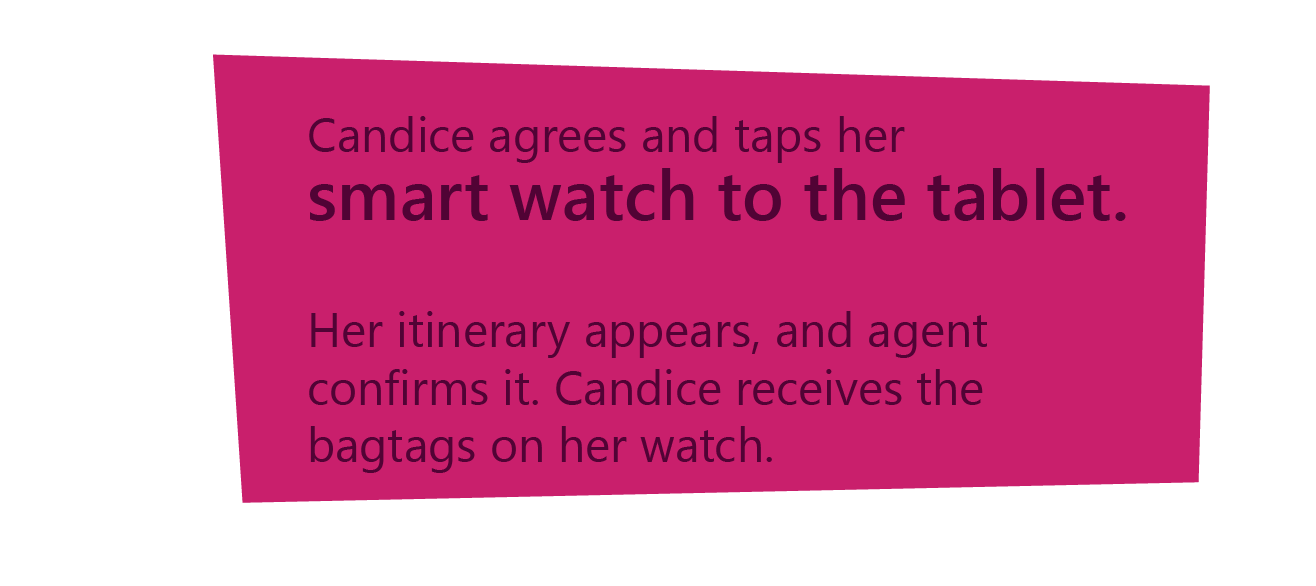 Candice agrees and taps her
smart watch to the tablet.
Her itinerary appears, and agent
confirms it. Candice receives the
bagtags on her watch.